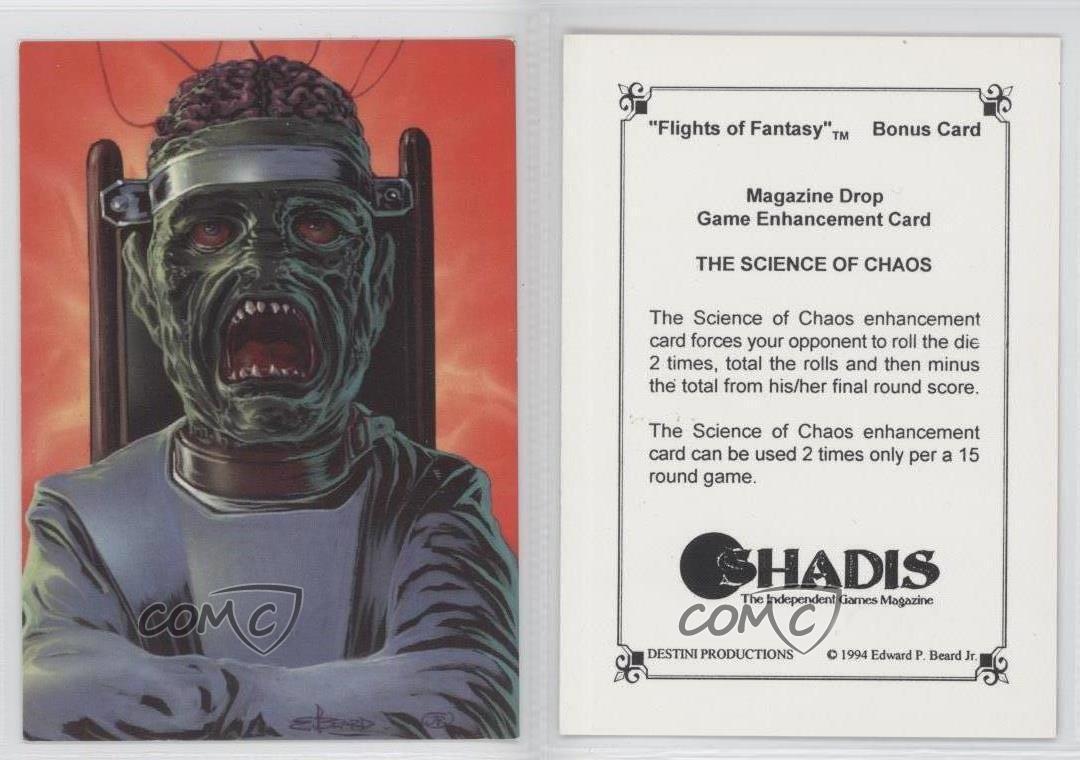 E. BEARD JR
COMC
"Flights of Fantasy"™ Bonus Card
Magazine Drop
Game Enhancement Card
THE SCIENCE OF CHAOS
The Science of Chaos enhancement
card forces your opponent to roll the die
2 times, total the rolls and then minus
the total from his/her final round score.
The Science of Chaos enhancement
card can be used 2 times only per a 15
round game.
SHADIS
The Independent Games Magazine
COMC
DESTINI PRODUCTIONS © 1994 Edward P. Beard Jr.